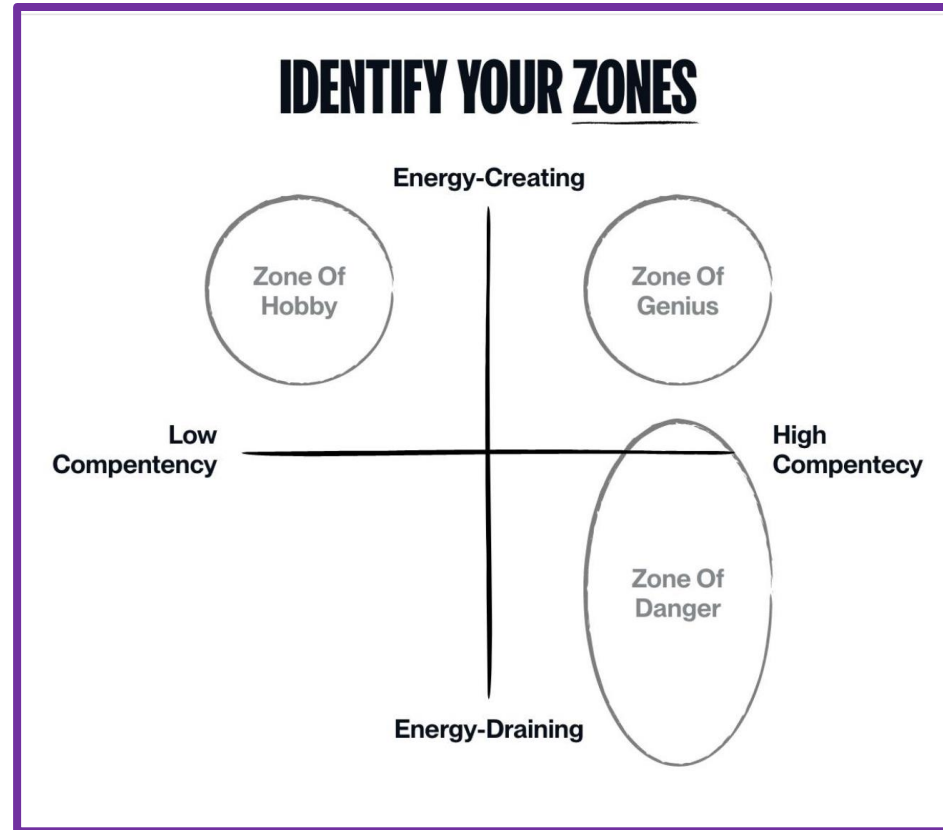 IDENTIFY YOUR ZONES
Energy-Creating
Zone Of
Hobby
Zone Of
Genius
Low
Compentency
High
Compentecy
Zone Of
Danger
Energy-Draining